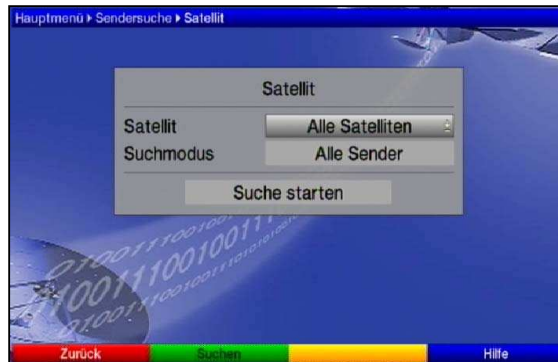 Hauptmenü ▸ Sendersuche ▸ Satellit
Satellit
Satellit Alle Satelliten
Suchmodus Alle Sender
Suche starten
Zurück Suchen Hilfe